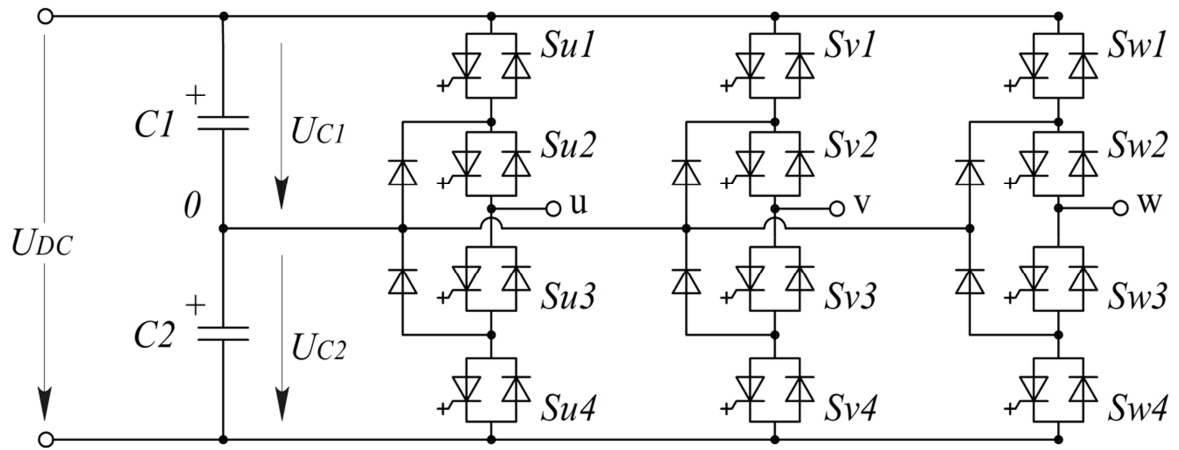 Su1
Sv1
Sw1
+
C1
UC1
Su2
Sv2
Sw2
0
u
v
w
UDC
+
C2
UC2
Su3
Sv3
Sw3
Su4
Sv4
Sw4
+
+
+
+
+
+
+
+
+
+
+
+